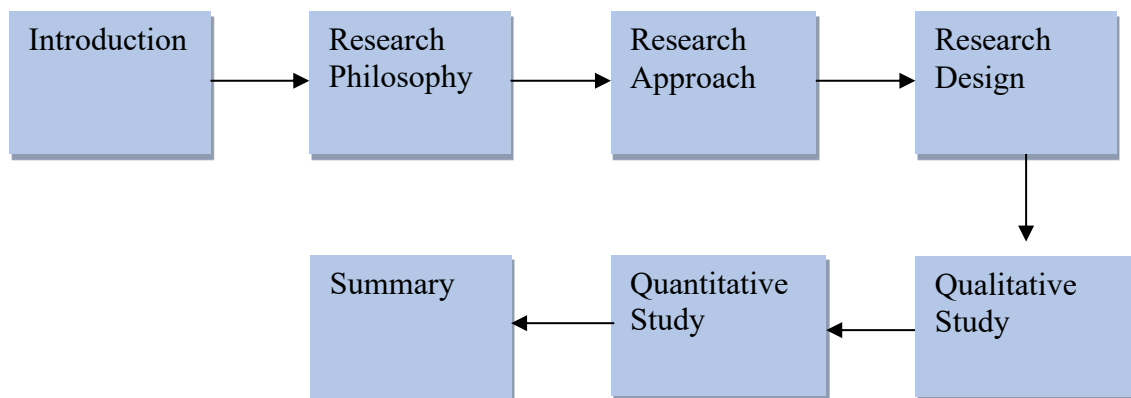 Introduction
Research
Philosophy
Research
Approach
Research
Design
Qualitative
Study
Quantitative
Study
Summary